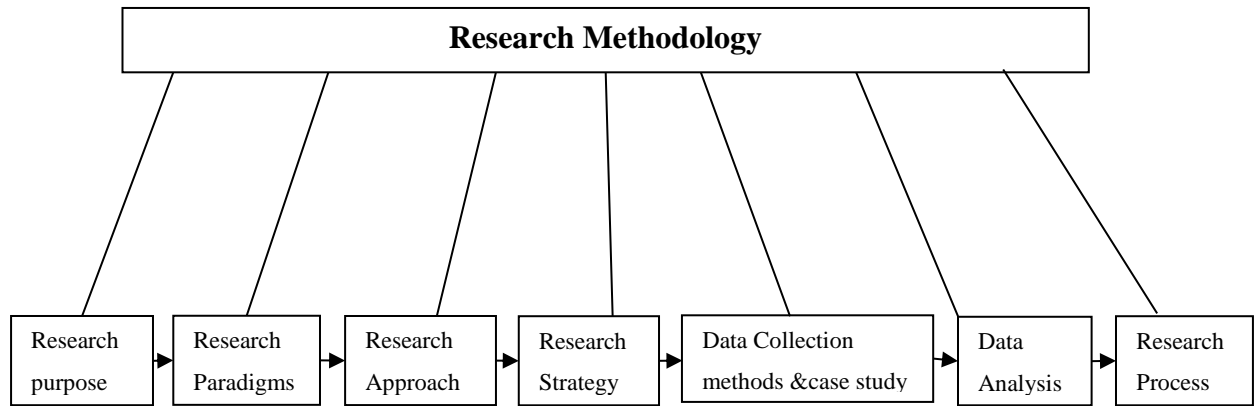 Research Methodology
Research
purpose
Research
Paradigms
Research
Approach
Research
Strategy
Data Collection
methods &case study
Data
Analysis
Research
Process